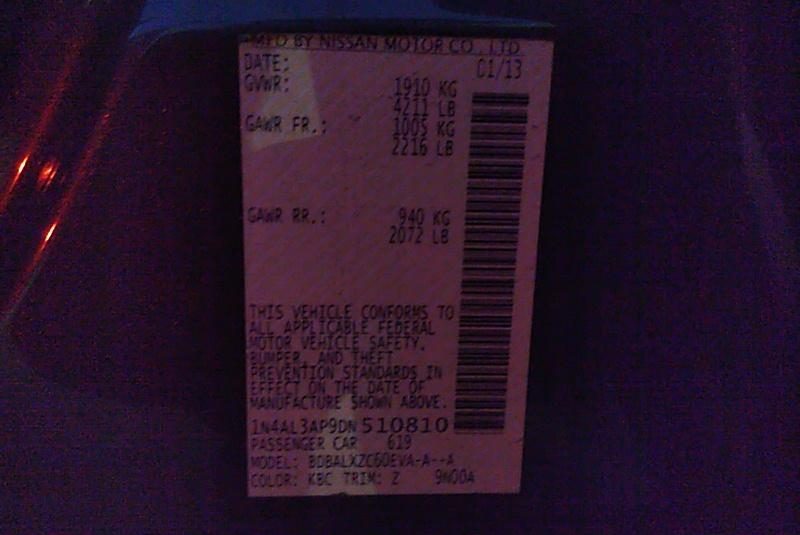 MFD BY NISSAN MOTOR CO., LTD
DATE: 01/13
GVWR: 1910 KG
4211 LB
GAWR FR.: 1005 KG
2216 LB
GAWR RR.: 940 KG
2072 LB
THIS VEHICLE CONFORMS TO
ALL APPLICABLE FEDERAL
MOTOR VEHICLE SAFETY,
BUMPER, AND THEFT
PREVENTION STANDARDS IN
EFFECT ON THE DATE OF
MANUFACTURE SHOWN ABOVE.
1N4AL3AP9DN510810
PASSENGER CAR 619
MODEL: BDBALXZC60EVA-A--A
COLOR: KBC TRIM: Z 9N00A